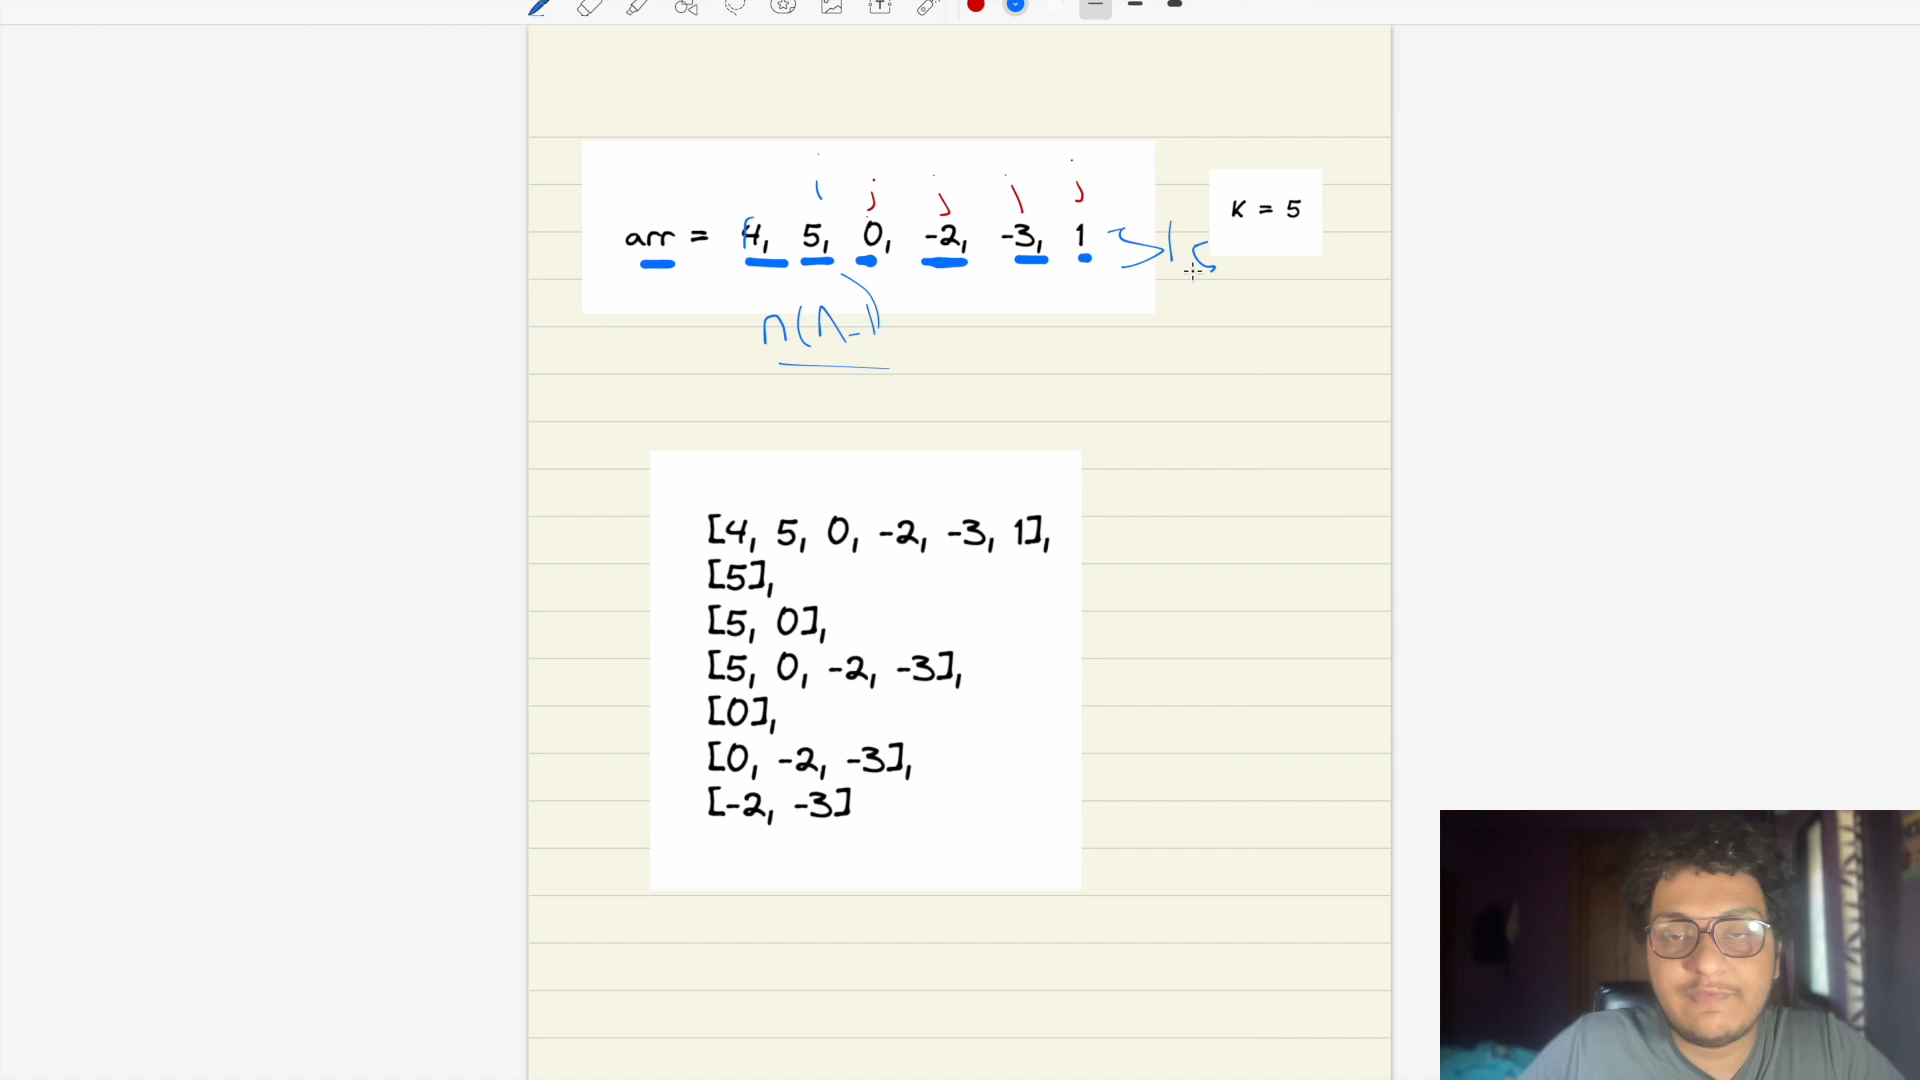 i j j j j
arr = 4, 5, 0, -2, -3, 1
K = 5
n(n-1)
[4, 5, 0, -2, -3, 1],
[5],
[5, 0],
[5, 0, -2, -3],
[0],
[0, -2, -3],
[-2, -3]